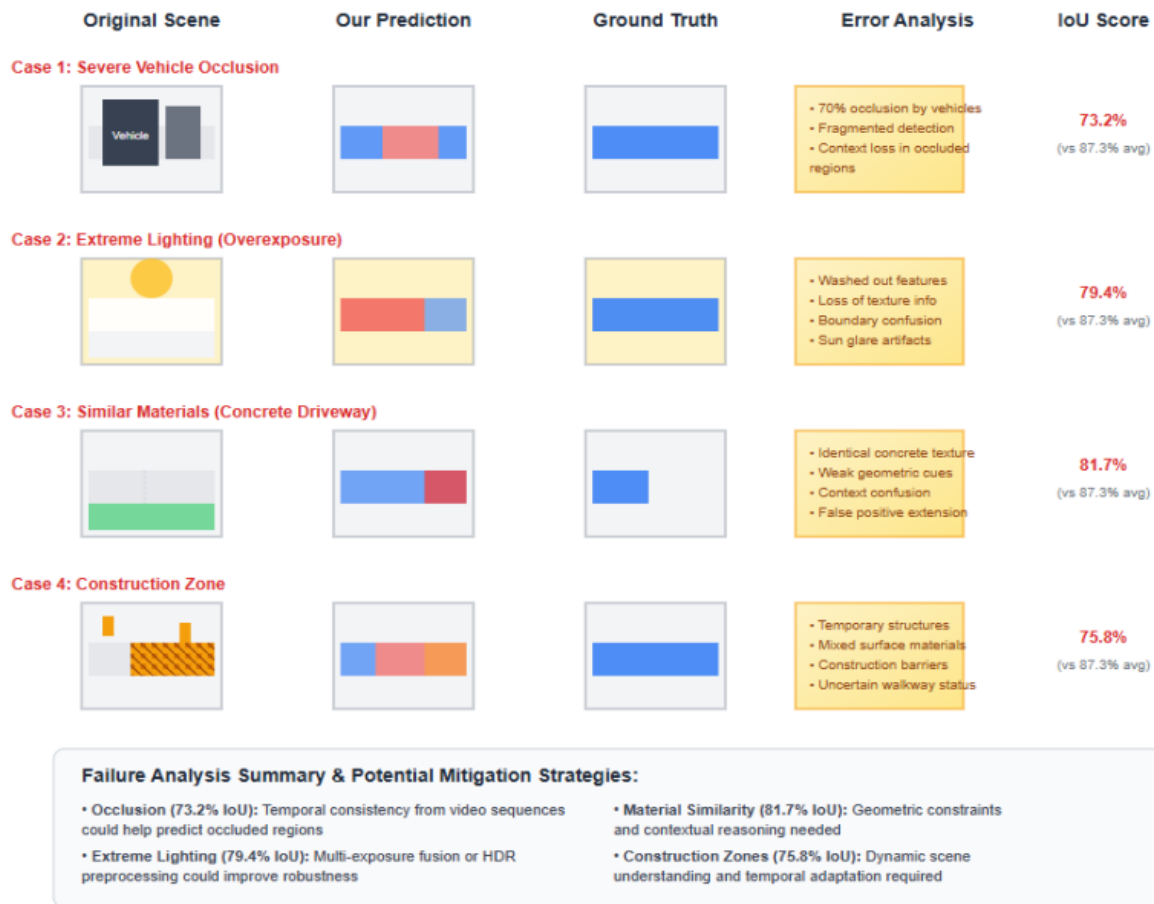 Original Scene Our Prediction Ground Truth Error Analysis IoU Score
Case 1: Severe Vehicle Occlusion
Vehicle
• 70% occlusion by vehicles
• Fragmented detection
• Context loss in occluded
regions
73.2%
(vs 87.3% avg)
Case 2: Extreme Lighting (Overexposure)
• Washed out features
• Loss of texture info
• Boundary confusion
• Sun glare artifacts
79.4%
(vs 87.3% avg)
Case 3: Similar Materials (Concrete Driveway)
• Identical concrete texture
• Weak geometric cues
• Context confusion
• False positive extension
81.7%
(vs 87.3% avg)
Case 4: Construction Zone
• Temporary structures
• Mixed surface materials
• Construction barriers
• Uncertain walkway status
75.8%
(vs 87.3% avg)
Failure Analysis Summary & Potential Mitigation Strategies:
• Occlusion (73.2% IoU): Temporal consistency from video sequences
could help predict occluded regions
• Extreme Lighting (79.4% IoU): Multi-exposure fusion or HDR
preprocessing could improve robustness
• Material Similarity (81.7% IoU): Geometric constraints
and contextual reasoning needed
• Construction Zones (75.8% IoU): Dynamic scene
understanding and temporal adaptation required